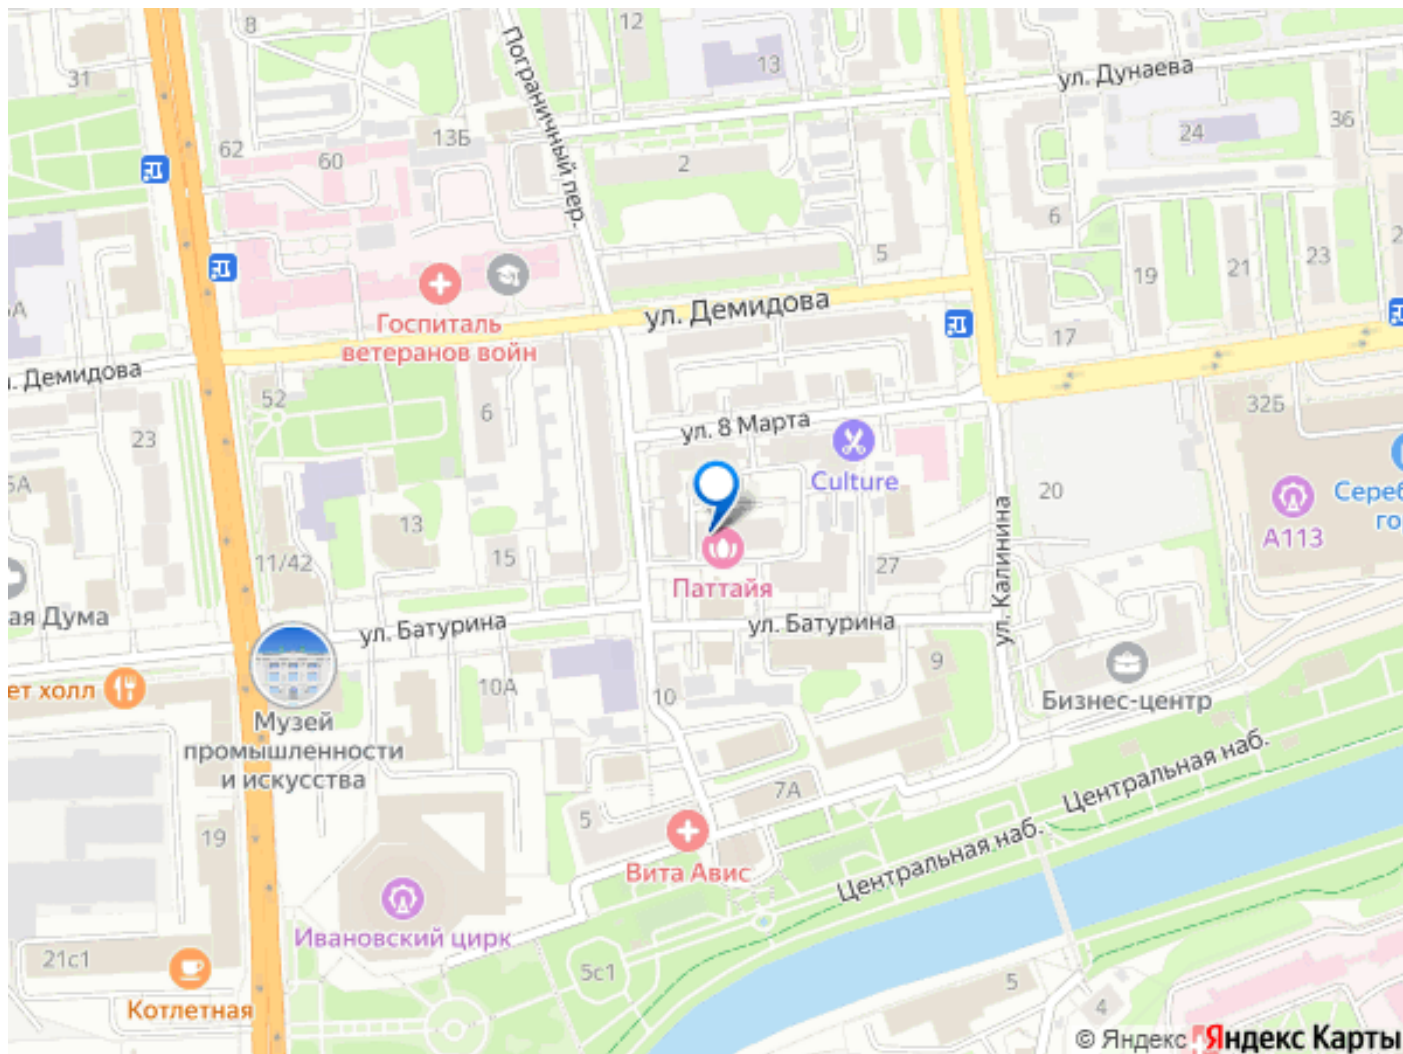 8
12
Пограничный пер.
31
13
ул. Дунаева
13Б
24
36
62
60
2
6
5
19
21
23
ул. Демидова
Госпиталь
ветеранов войн
17
. Демидова
52
6
ул. 8 Марта
32Б
23
Culture
20
А113
13
11/42
15
27
ул. Калинина
Паттайя
ая Дума
ул. Батурина
ул. Батурина
ет холл
10А
10
9
Бизнес-центр
Музей
промышленности
и искусства
Центральная наб.
7А
5
19
Вита Авис
Центральная наб.
Ивановский цирк
21с1
5с1
5
4
Котлетная
© Яндекс Яндекс Карты